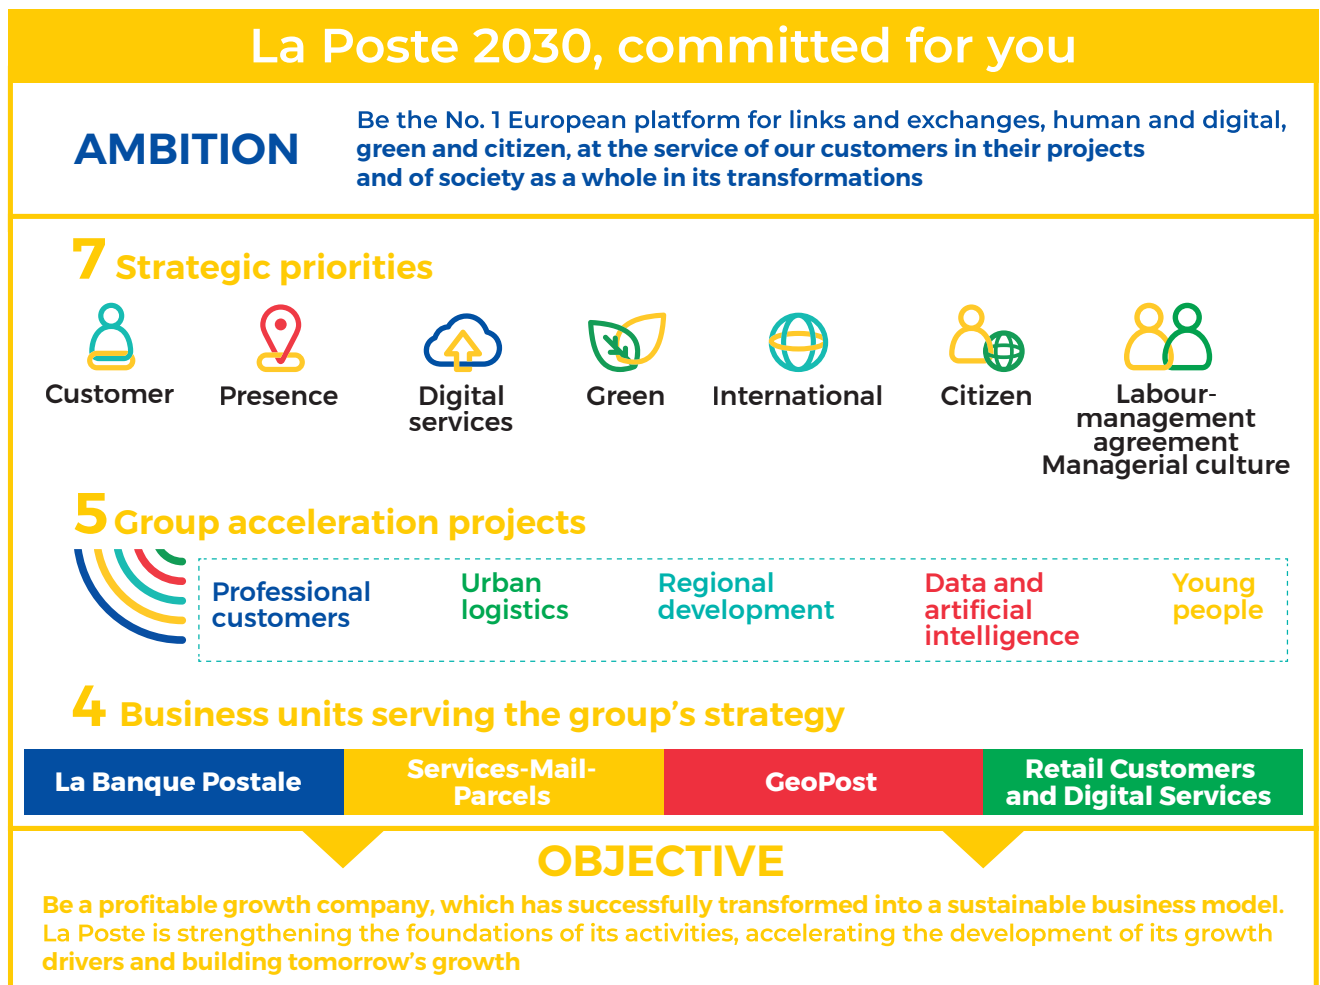 La Poste 2030, committed for you
AMBITION
Be the No. 1 European platform for links and exchanges, human and digital,
green and citizen, at the service of our customers in their projects
and of society as a whole in its transformations
7 Strategic priorities
Customer
Presence
Digital
services
Green
International
Citizen
Labour-
management
agreement
Managerial culture
5 Group acceleration projects
Professional
customers
Urban
logistics
Regional
development
Data and
artificial
intelligence
Young
people
4 Business units serving the group’s strategy
La Banque Postale
Services-Mail-
Parcels
GeoPost
Retail Customers
and Digital Services
OBJECTIVE
Be a profitable growth company, which has successfully transformed into a sustainable business model.
La Poste is strengthening the foundations of its activities, accelerating the development of its growth
drivers and building tomorrow’s growth